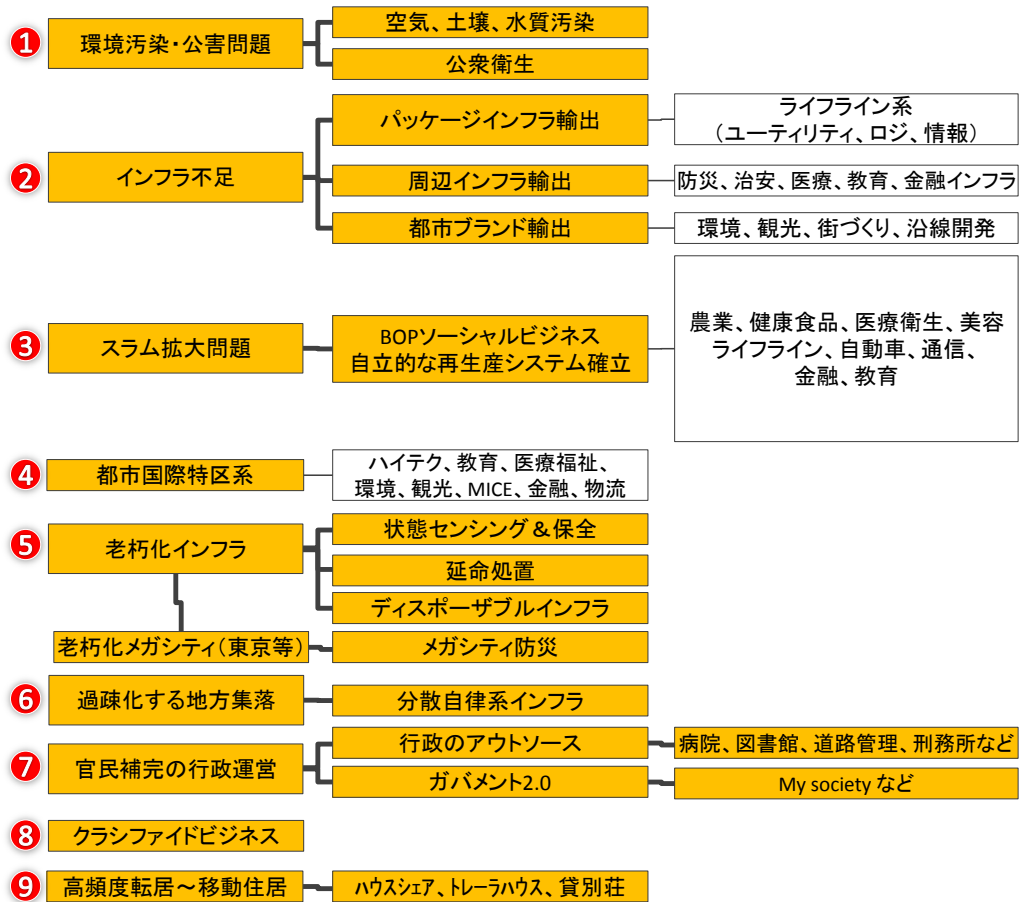 1
環境汚染・公害問題
空気、土壌、水質汚染
公衆衛生
2
インフラ不足
パッケージインフラ輸出
ライフライン系
（ユーティリティ、ロジ、情報）
周辺インフラ輸出
防災、治安、医療、教育、金融インフラ
都市ブランド輸出
環境、観光、街づくり、沿線開発
3
スラム拡大問題
BOPソーシャルビジネス
自立的な再生産システム確立
農業、健康食品、医療衛生、美容
ライフライン、自動車、通信、
金融、教育
4
都市国際特区系
ハイテク、教育、医療福祉、
環境、観光、MICE、金融、物流
5
老朽化インフラ
状態センシング＆保全
延命処置
ディスポーザブルインフラ
老朽化メガシティ（東京等）
メガシティ防災
6
過疎化する地方集落
分散自律系インフラ
7
官民補完の行政運営
行政のアウトソース
病院、図書館、道路管理、刑務所など
ガバメント2.0
My society など
8
クラシファイドビジネス
9
高頻度転居～移動住居
ハウスシェア、トレーラハウス、貸別荘